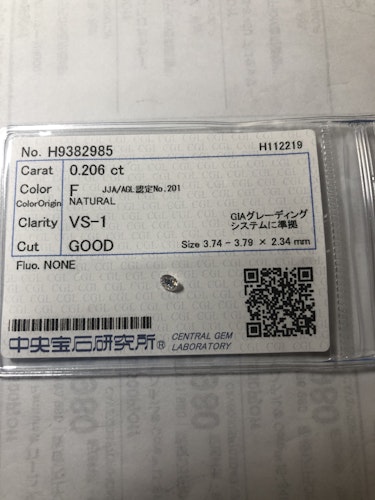 No. H9382985
H112219
Carat 0.206 ct
Color F JJA/AGL認定No.201
ColorOrigin NATURAL
Clarity VS-1 GIAグレーディング
システムに準拠
Cut GOOD Size 3.74 - 3.79 × 2.34 mm
Fluo. NONE
中央宝石研究所®
CENTRAL GEM
LABORATORY